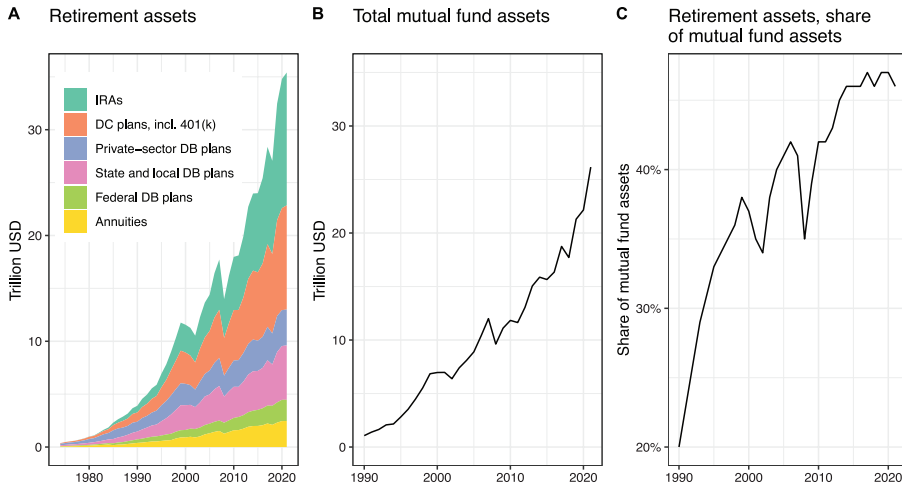 A Retirement assets
Trillion USD
30
20
10
0
1980 1990 2000 2010 2020
IRAs
DC plans, incl. 401(k)
Private−sector DB plans
State and local DB plans
Federal DB plans
Annuities
B Total mutual fund assets
Trillion USD
30
20
10
0
1990 2000 2010 2020
C Retirement assets, share
of mutual fund assets
Share of mutual fund assets
40%
30%
20%
1990 2000 2010 2020